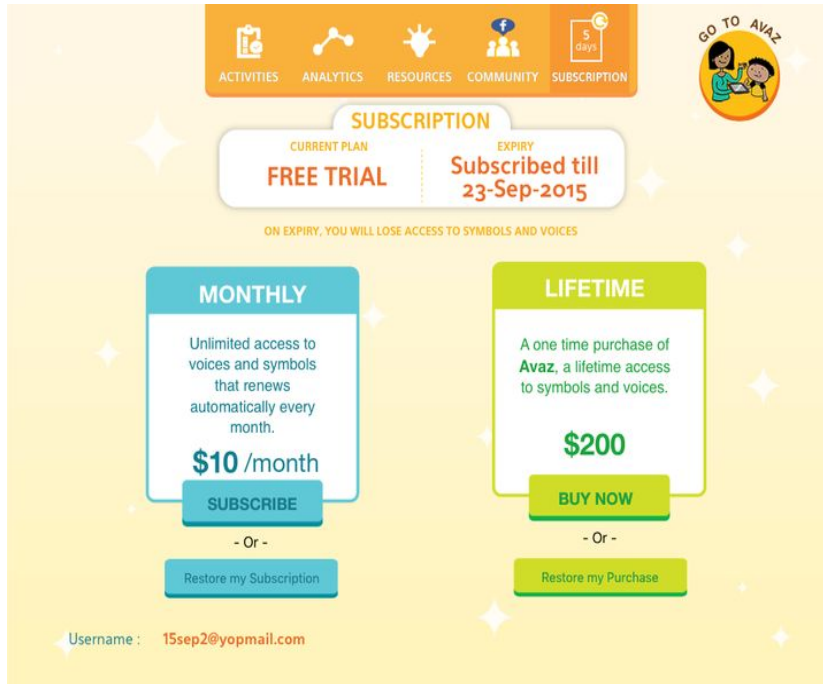 5
days
ACTIVITIES ANALYTICS RESOURCES COMMUNITY SUBSCRIPTION
GO TO AVAZ
SUBSCRIPTION
CURRENT PLAN
FREE TRIAL
EXPIRY
Subscribed till
23-Sep-2015
ON EXPIRY, YOU WILL LOSE ACCESS TO SYMBOLS AND VOICES
MONTHLY
Unlimited access to
voices and symbols
that renews
automatically every
month.
$10 /month
SUBSCRIBE
- Or -
Restore my Subscription
LIFETIME
A one time purchase of
Avaz, a lifetime access
to symbols and voices.
$200
BUY NOW
- Or -
Restore my Purchase
Username : 15sep2@yopmail.com